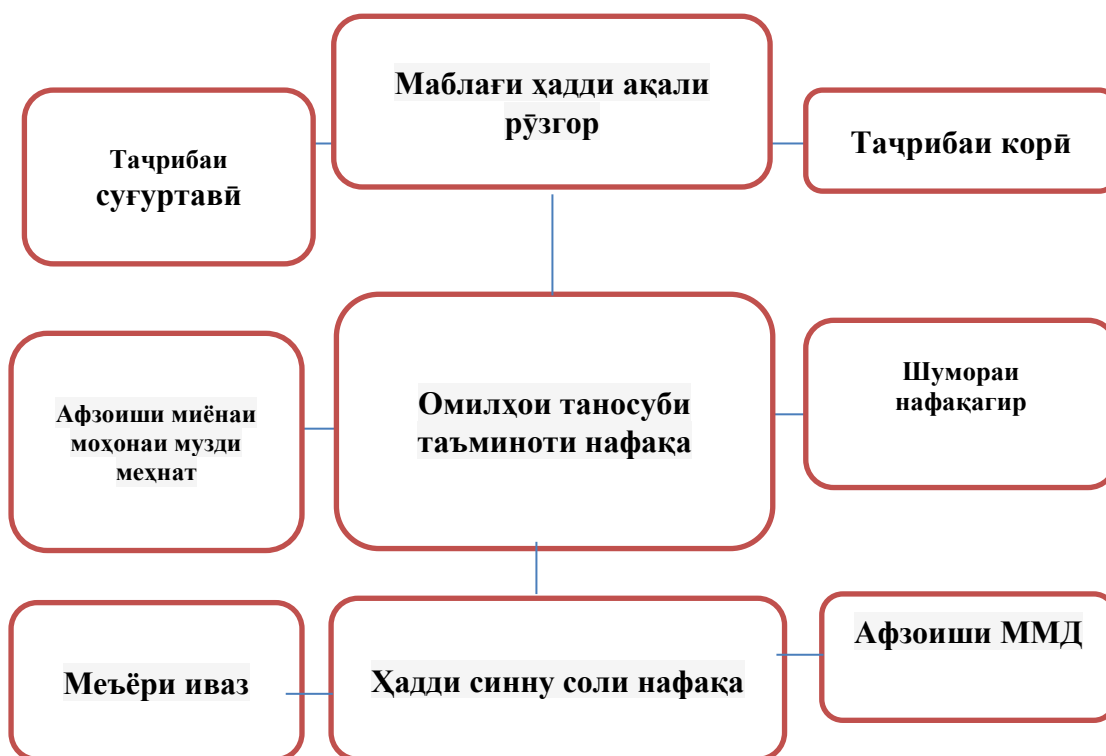 Маблағи ҳадди ақали
рӯзгор
Таҷрибаи
суғуртавӣ
Таҷрибаи корӣ
Афзоиши миёнаи
моҳонаи музди
меҳнат
Омилҳои таносуби
таъминоти нафақа
Шумораи
нафақагир
Меъёри иваз
Ҳадди синну соли нафақа
Афзоиши ММД